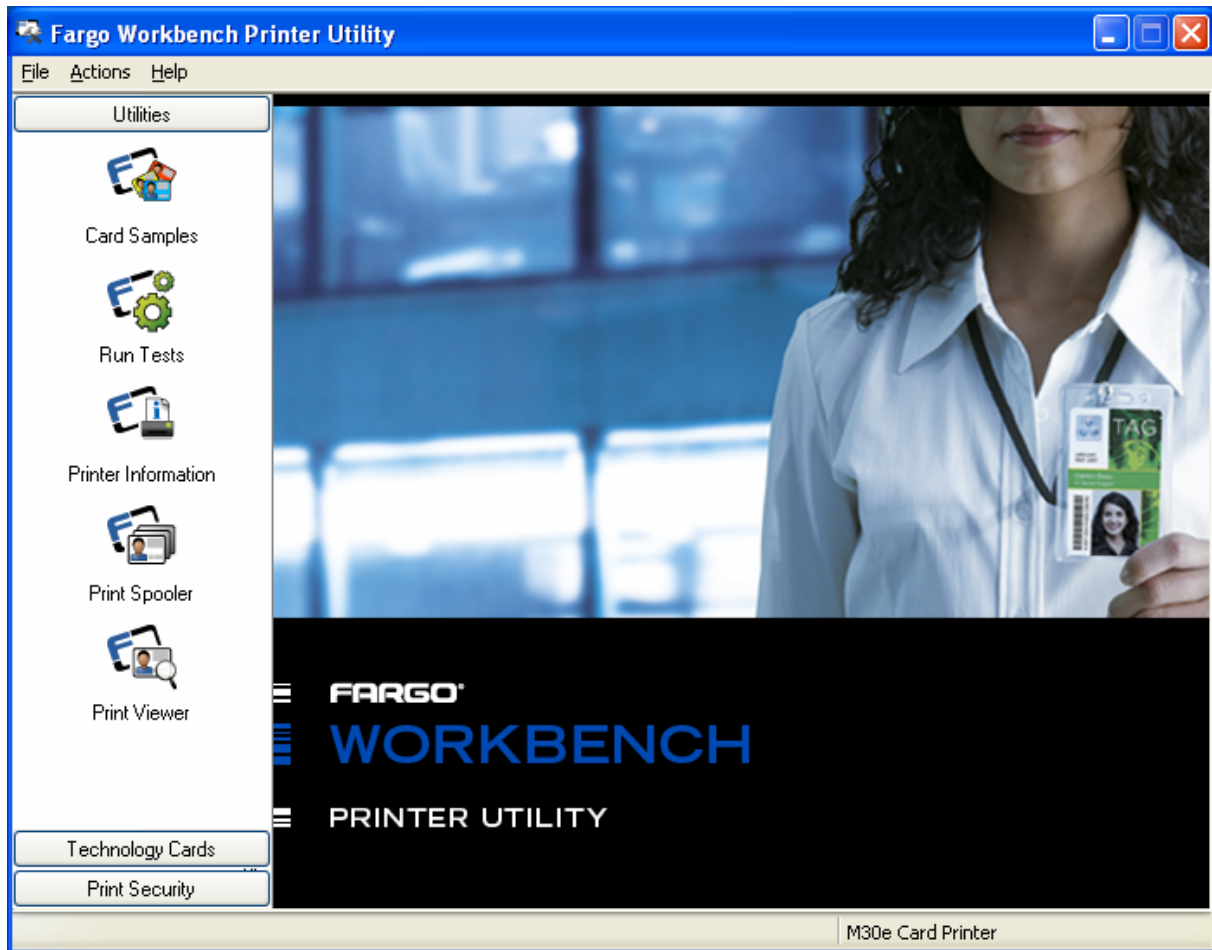 Fargo Workbench Printer Utility
File Actions Help
Utilities
Card Samples
Run Tests
Printer Information
Print Spooler
Print Viewer
Technology Cards
Print Security
TAG
FARGO®
WORKBENCH
PRINTER UTILITY
M30e Card Printer